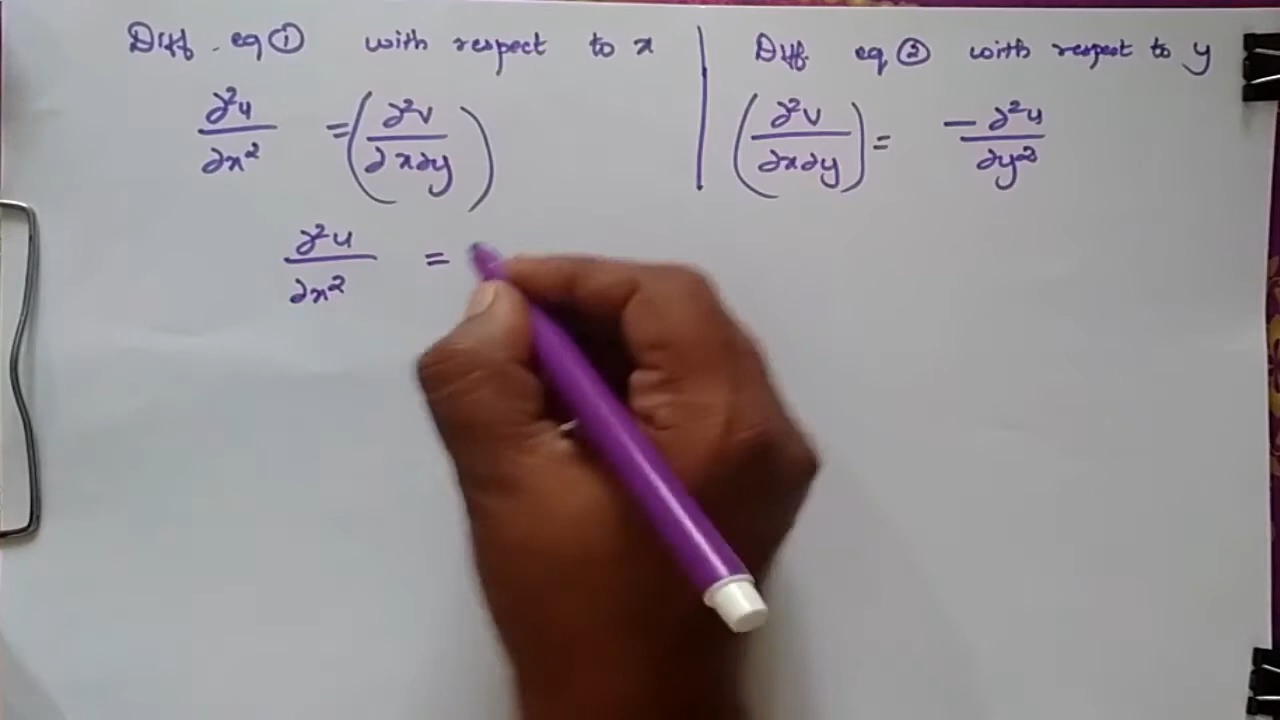 Diff. eq ① with respect to x
∂²u/∂x² = (∂²v/∂x∂y)
Diff eq ② with respect to y
(∂²v/∂x∂y) = -∂²u/∂y²
∂²u/∂x² =